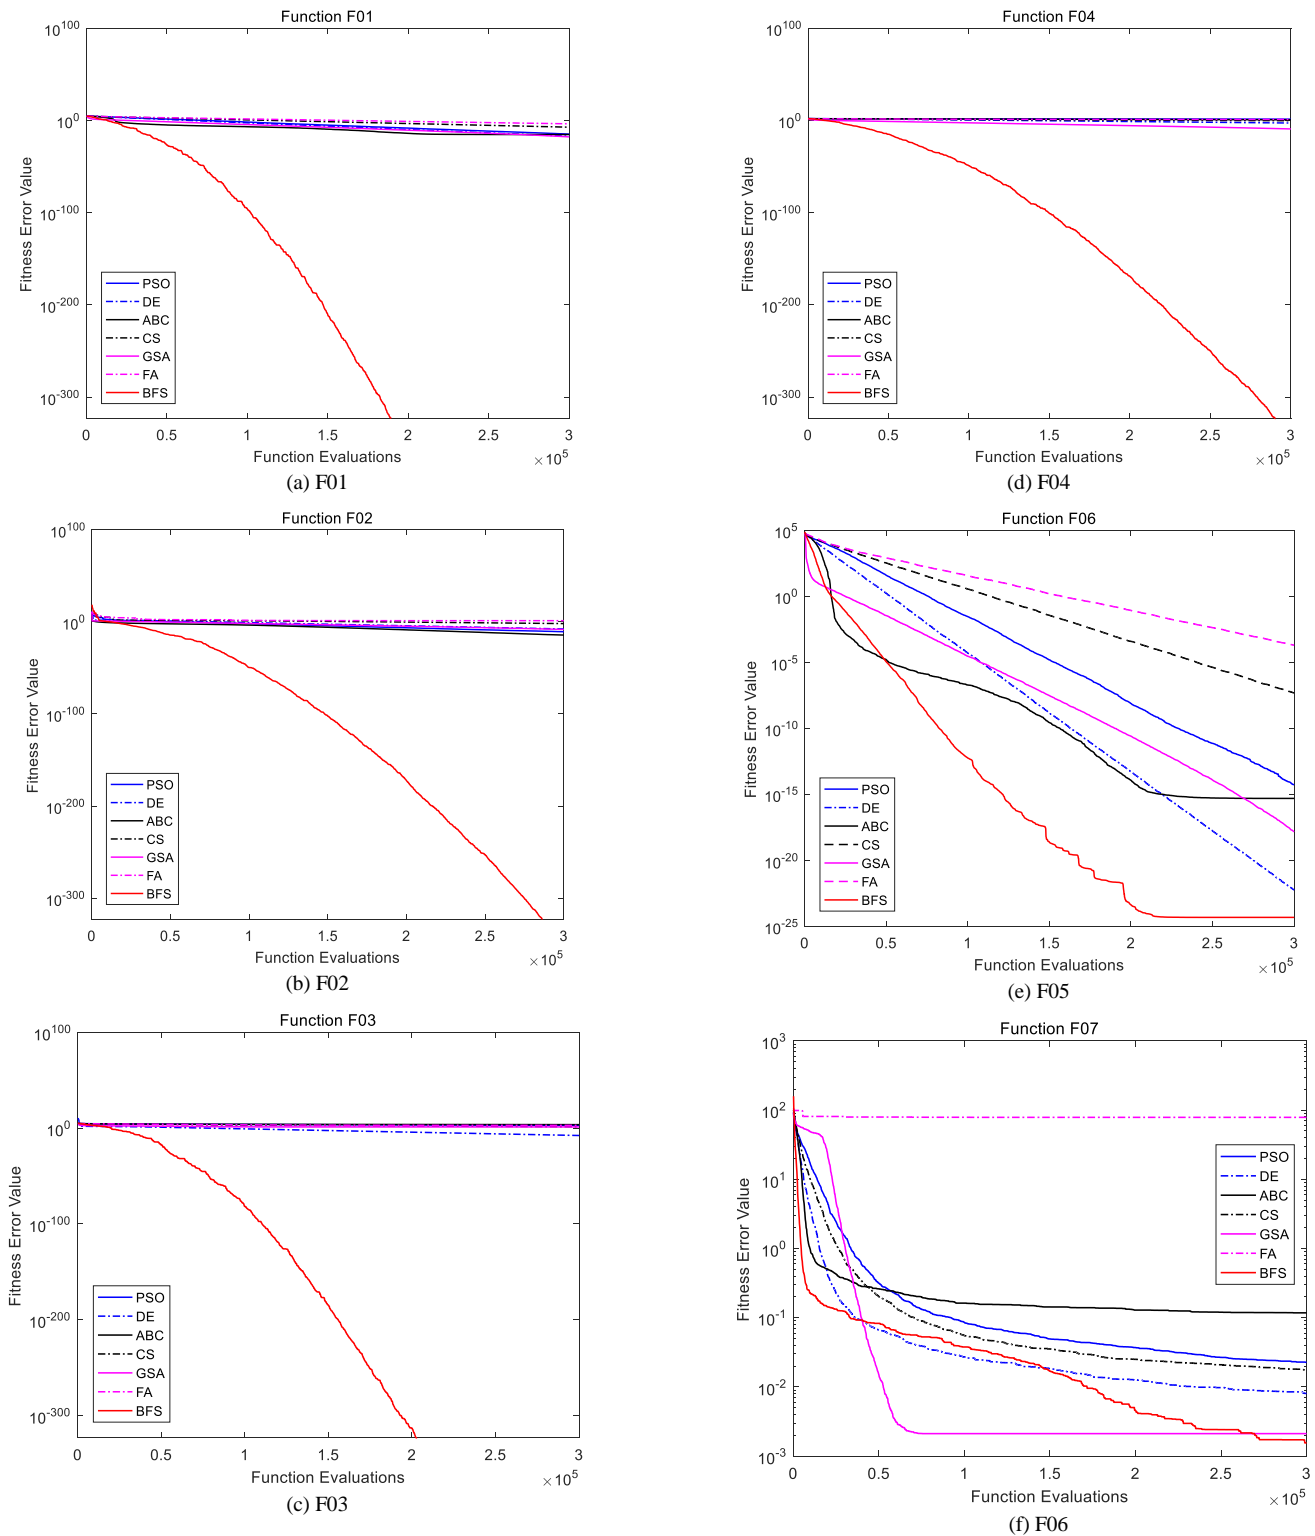 Function F01
Fitness Error Value
10^100
10^0
10^-100
10^-200
10^-300
PSO
DE
ABC
CS
GSA
FA
BFS
0 0.5 1 1.5 2 2.5 3
Function Evaluations ×10^5
(a) F01
Function F04
Fitness Error Value
10^100
10^0
10^-100
10^-200
10^-300
PSO
DE
ABC
CS
GSA
FA
BFS
0 0.5 1 1.5 2 2.5 3
Function Evaluations ×10^5
(d) F04
Function F02
Fitness Error Value
10^100
10^0
10^-100
10^-200
10^-300
PSO
DE
ABC
CS
GSA
FA
BFS
0 0.5 1 1.5 2 2.5 3
Function Evaluations ×10^5
(b) F02
Function F06
Fitness Error Value
10^5
10^0
10^-5
10^-10
10^-15
10^-20
10^-25
PSO
DE
ABC
CS
GSA
FA
BFS
0 0.5 1 1.5 2 2.5 3
Function Evaluations ×10^5
(e) F05
Function F03
Fitness Error Value
10^100
10^0
10^-100
10^-200
10^-300
PSO
DE
ABC
CS
GSA
FA
BFS
0 0.5 1 1.5 2 2.5 3
Function Evaluations ×10^5
(c) F03
Function F07
Fitness Error Value
10^3
10^2
10^1
10^0
10^-1
10^-2
10^-3
PSO
DE
ABC
CS
GSA
FA
BFS
0 0.5 1 1.5 2 2.5 3
Function Evaluations ×10^5
(f) F06